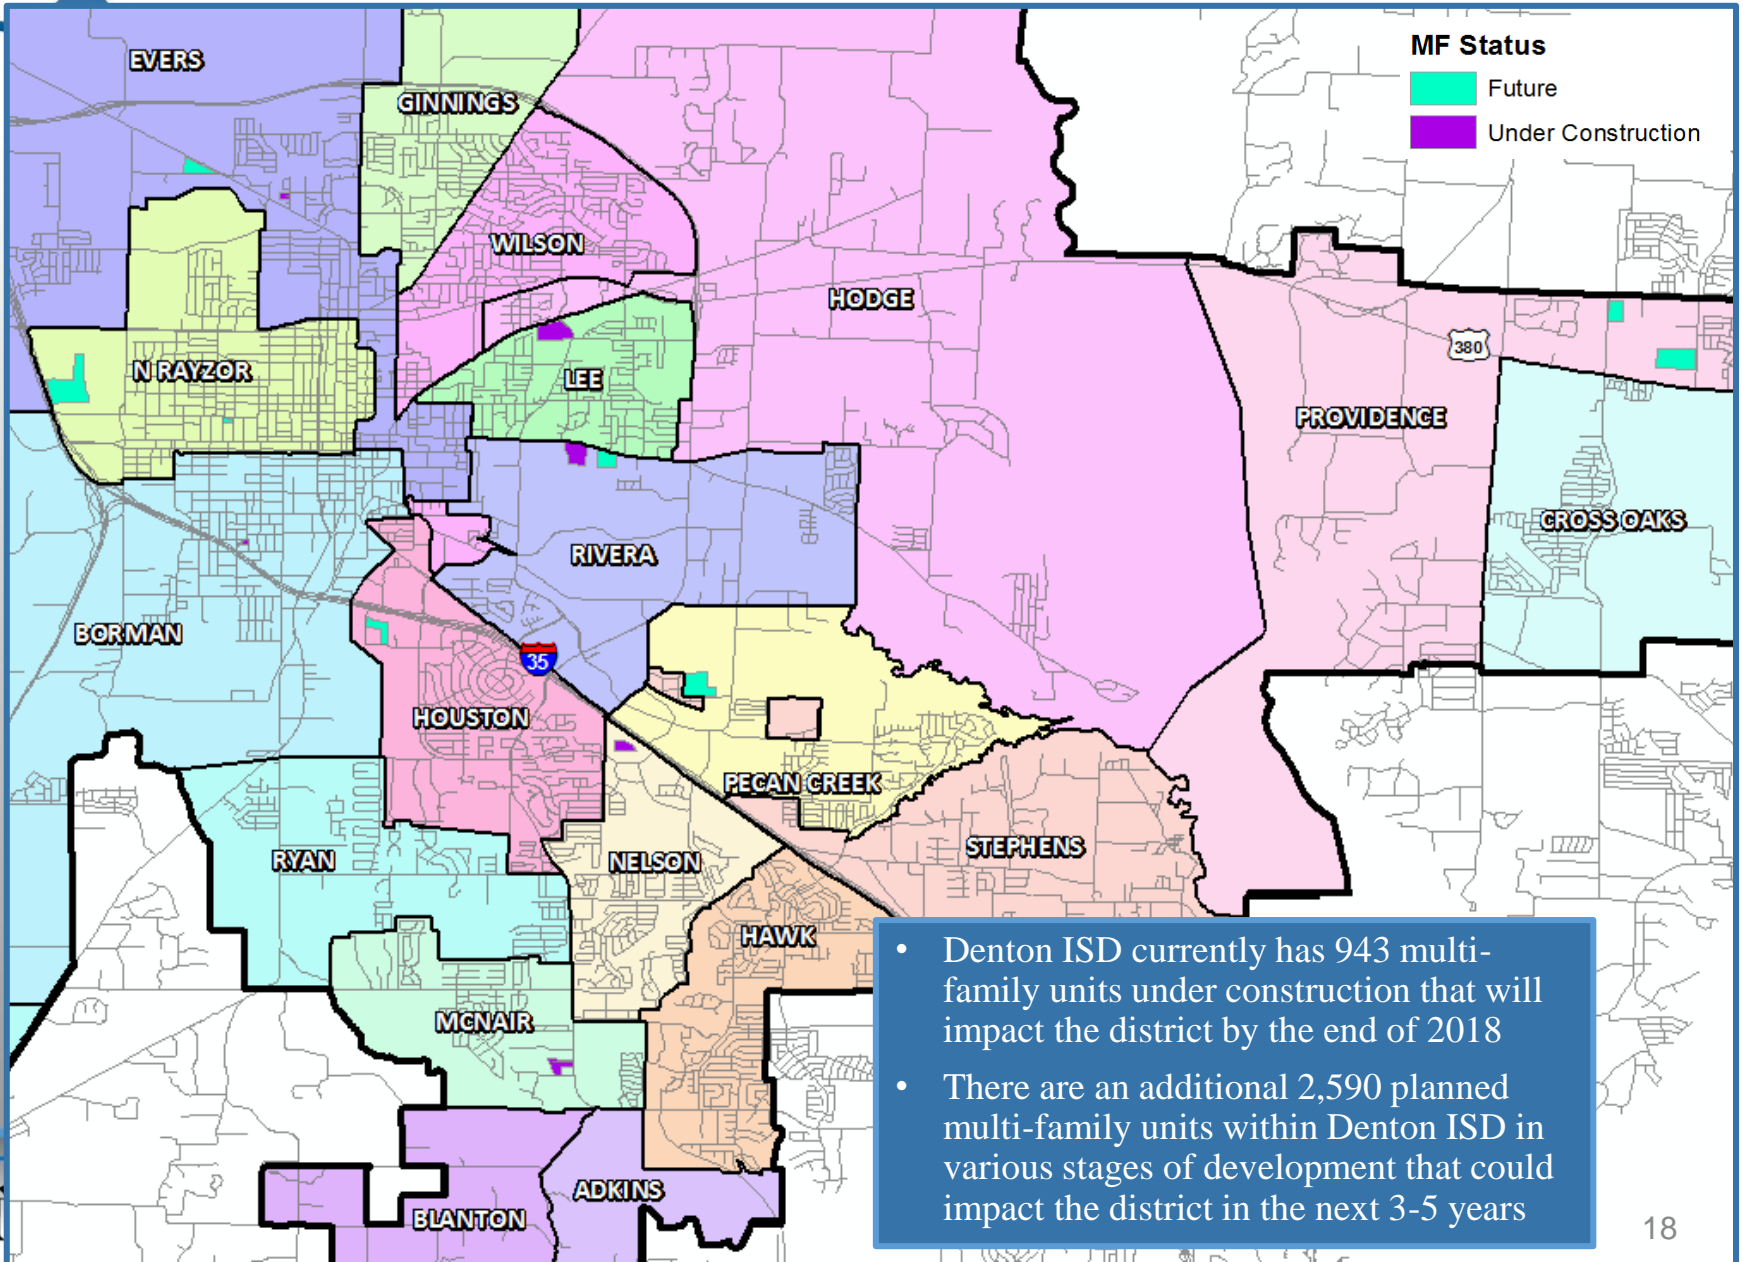 MF Status
Future
Under Construction
EVERS
GINNINGS
WILSON
HODGE
380
N RAYZOR
LEE
PROVIDENCE
CROSS OAKS
RIVERA
BORMAN
35
HOUSTON
PECAN CREEK
RYAN
NELSON
STEPHENS
HAWK
MCNAIR
ADKINS
BLANTON
• Denton ISD currently has 943 multi-
family units under construction that will
impact the district by the end of 2018
• There are an additional 2,590 planned
multi-family units within Denton ISD in
various stages of development that could
impact the district in the next 3-5 years
18